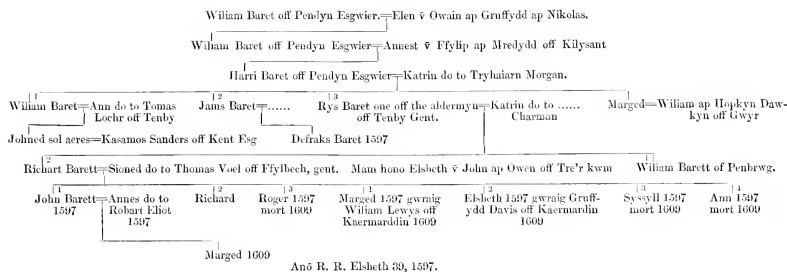 Wiliam Baret off Pendyn Esgwier.=Elen v̄ Owain ap Gruffydd ap Nikolas.
Wiliam Baret off Pendyn Esgwier=Annest v̄ Ffylip ap Mredydd off Kilysant
Harri Baret off Pendyn Esgwier=Katrin do to Tryhaiarn Morgan.
1 2 3
Wiliam Baret=Ann do to Tomas Jams Baret=...... Rys Baret one off the aldermyn=Katrin do to ...... Marged=Wiliam ap Hopkyn Daw-
Lochr off Tenby off Tenby Gent. Charman kyn off Gwyr
Johned sol aeres=Kasamos Sanders off Kent Esg Defraks Baret 1597
2 1
Richart Barett=Sioned do to Thomas Voel off Ffylbech, gent. Mam hono Elsbeth v̄ John ap Owen off Tre'r kwm Wiliam Barett of Penbrwg.
1 2 3 1 2 3 4
John Barett=Annes do to Richard Roger 1597 Marged 1597 gwraig Elsbeth 1597 gwraig Gruff- Syssyll 1597 Ann 1597
1597 Robart Eliot mort 1609 Wiliam Lewys off ydd Davis off Kaermardin mort 1609 mort 1609
1597 Kaermarddin 1609 1609
Marged 1609
Anō R. R. Elsheth 39, 1597.